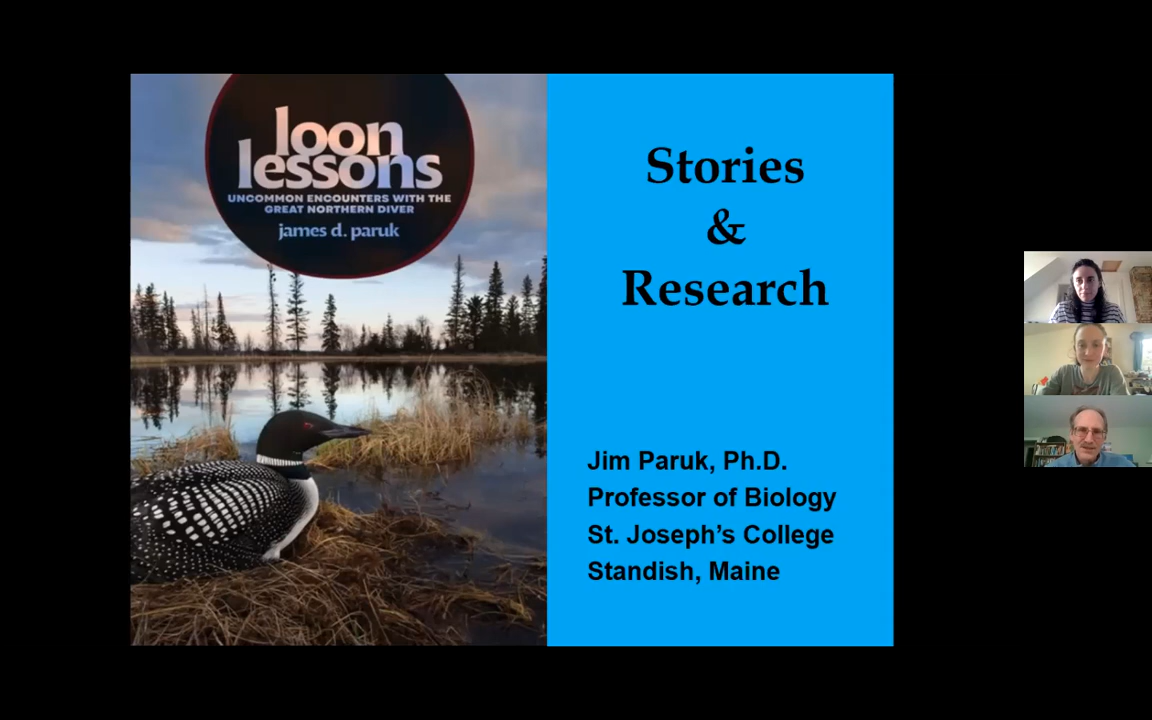 loon
lessons
UNCOMMON ENCOUNTERS WITH THE
GREAT NORTHERN DIVER
james d. paruk
Stories
&
Research
Jim Paruk, Ph.D.
Professor of Biology
St. Joseph’s College
Standish, Maine